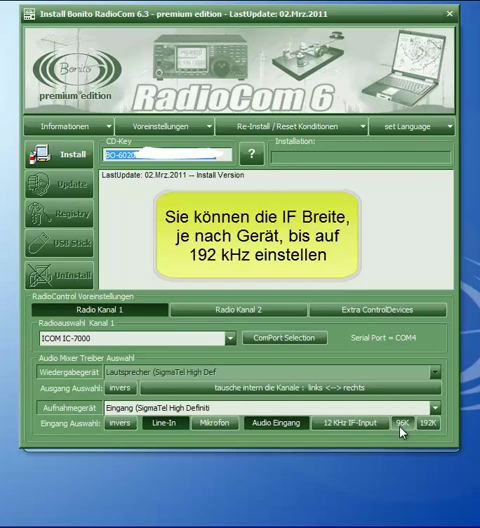 Install Bonito RadioCom 6.3 - premium edition - LastUpdate: 02.Mrz.2011
Bonito
premium edition
RadioCom 6
Informationen
Voreinstellungen
Re-Install / Reset Konditionen
set Language
CD-Key
Installation:
Install
BO-6020
?
LastUpdate: 02.Mrz.2011 -- Install Version
Update
Registry
USB Stick
UnInstall
Sie können die IF Breite,
je nach Gerät, bis auf
192 kHz einstellen
RadioControl Voreinstellungen
Radio Kanal 1
Radio Kanal 2
Extra ControlDevices
Radioauswahl Kanal 1
ICOM IC-7000
ComPort Selection
Serial Port = COM4
Audio Mixer Treiber Auswahl
Wiedergabegerät
Lautsprecher (SigmaTel High Def
Ausgang Auswahl:
invers
tausche intern die Kanale : links <--> rechts
Aufnahmegerät
Eingang (SigmaTel High Definiti
Eingang Auswahl:
invers
Line-In
Mikrofon
Audio Eingang
12 KHz IF-Input
96K
192K